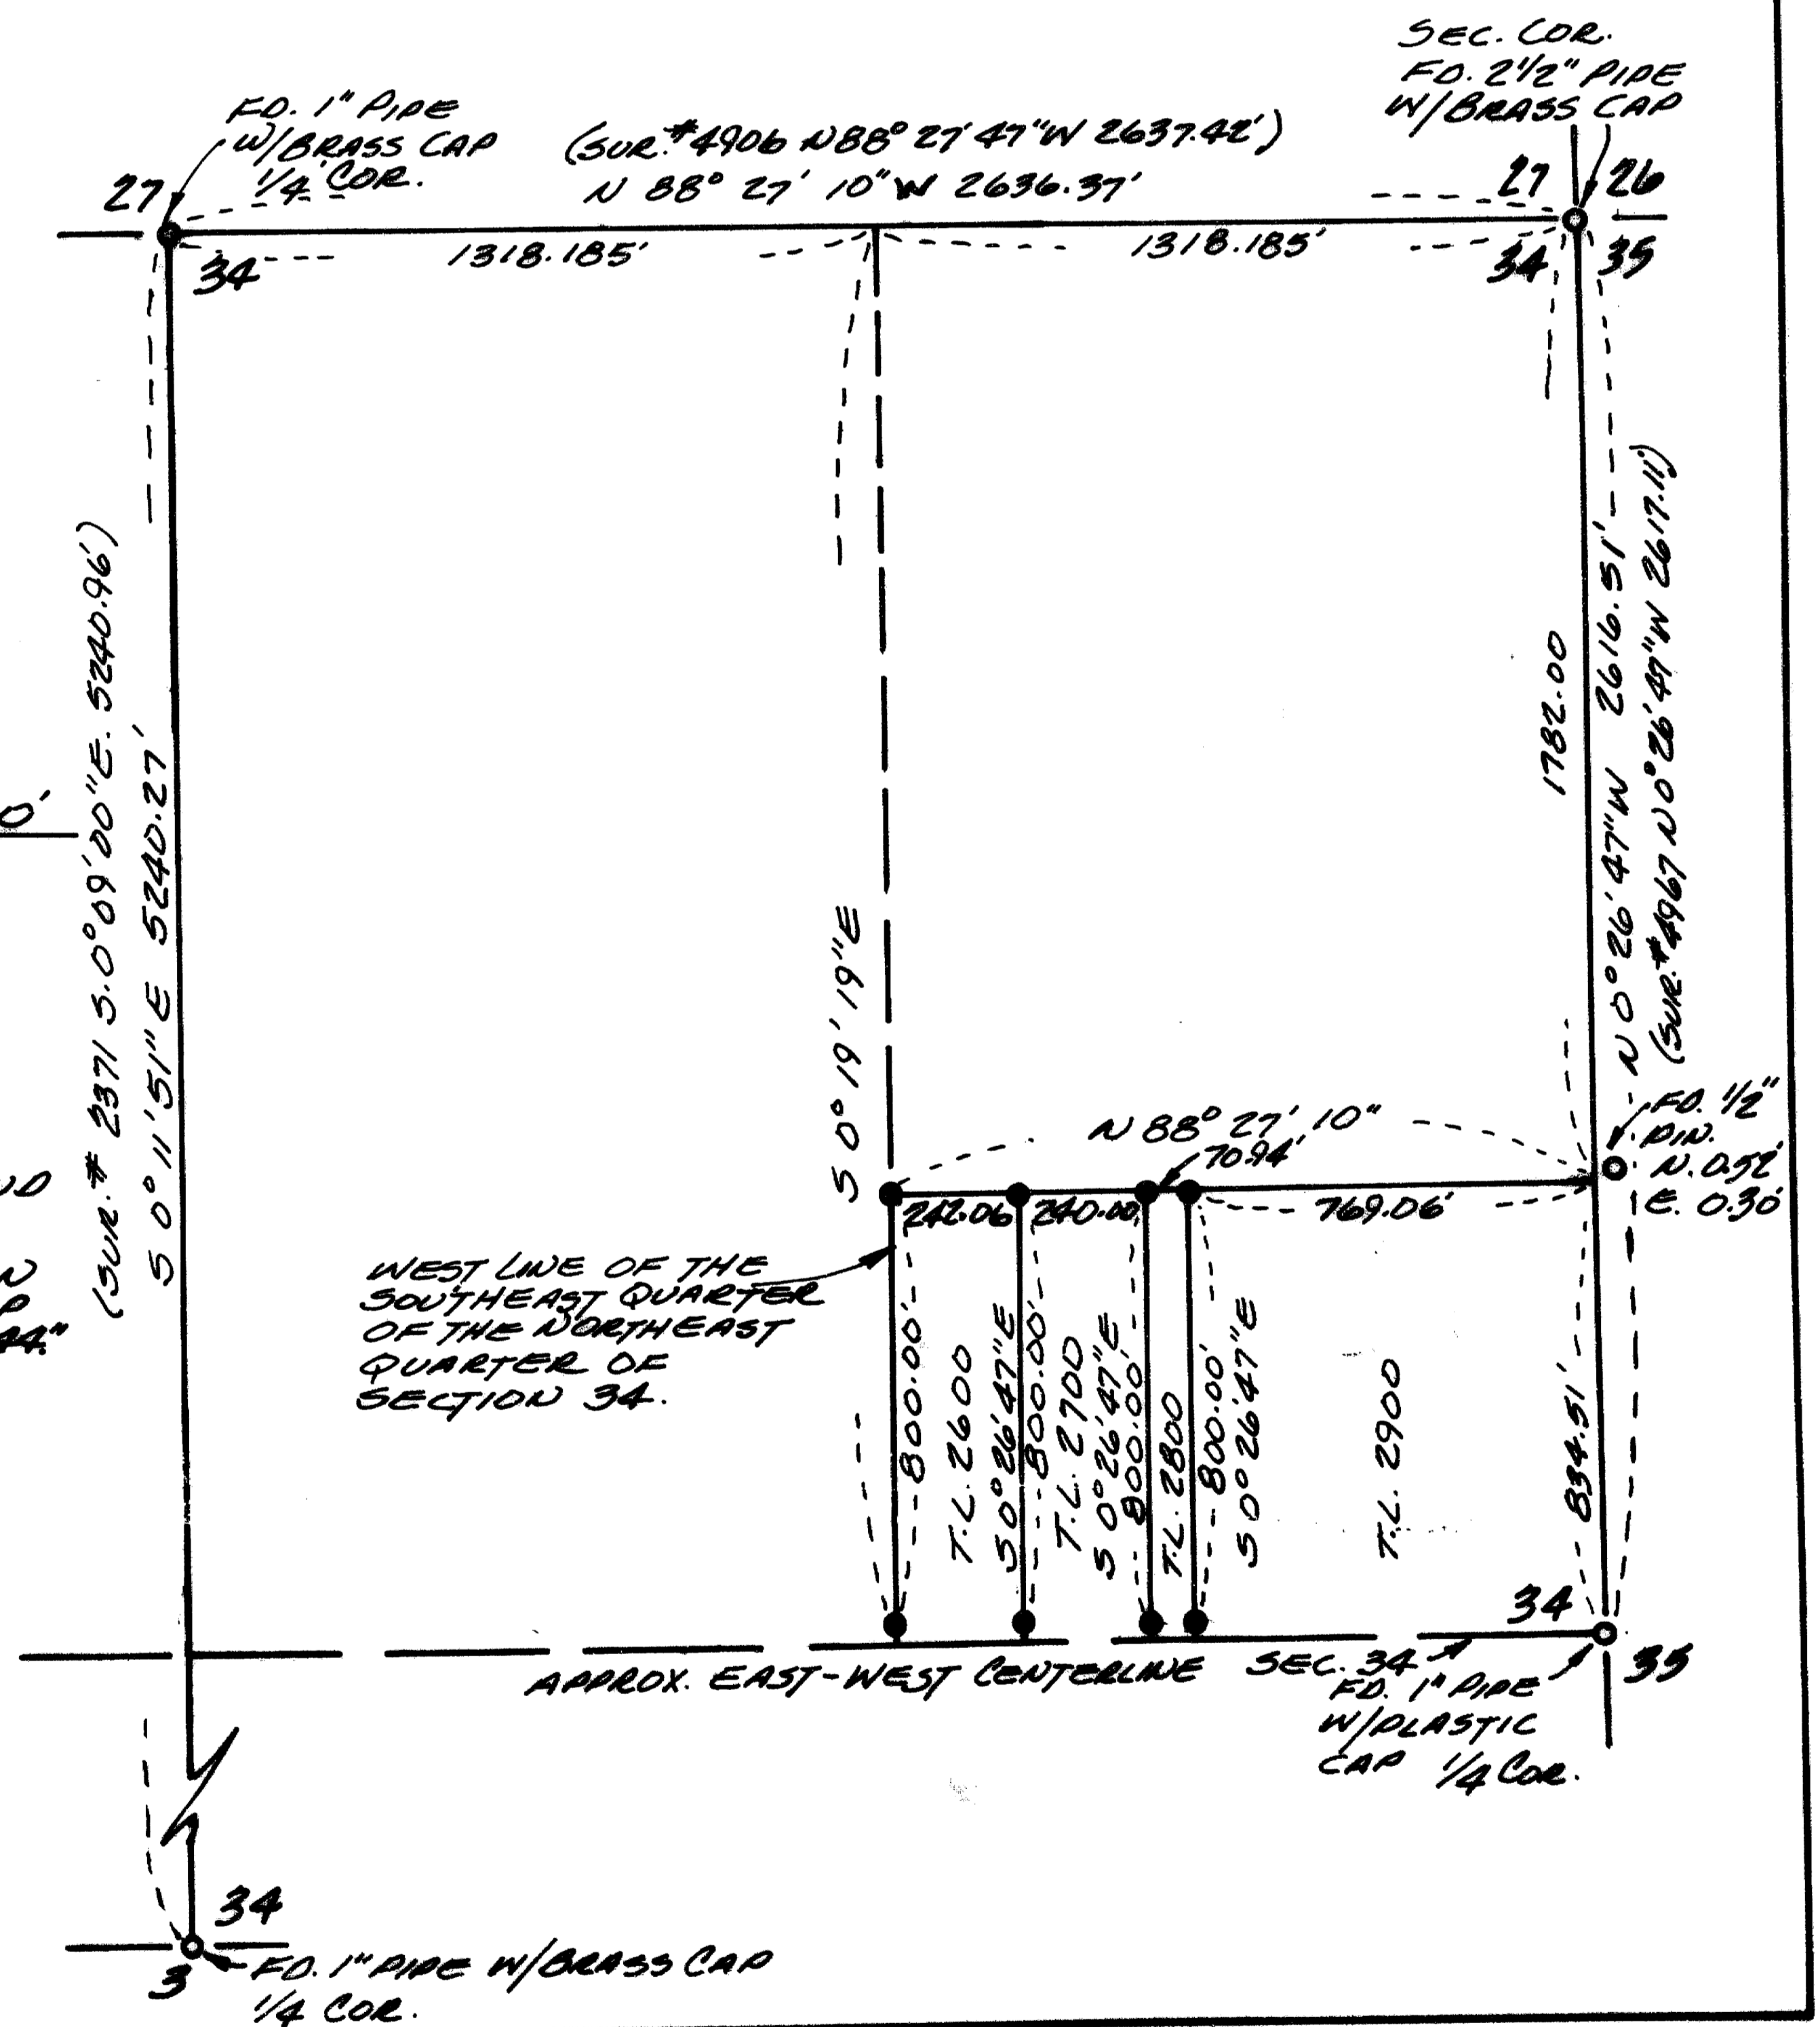 SEC. COR.
FD. 2 1/2" PIPE
W/BRASS CAP
FD. 1" PIPE
W/BRASS CAP
1/4 COR.
(SUR.#4906 N88° 27' 47"W 2637.42')
N 88° 27' 10"W 2636.37'
27
34
27 26
34 35
1318.185'
1318.185'
(SUR.# 2371 S.0°09'00"E. 5240.96')
S 0° 11' 51" E 5240.27'
S 0° 19' 19"E
1782.00
N 0° 26' 47"W 2616.51'
(SUR.#4967 N0°26'47"W 2617.11')
FD. 1/2"
PIN.
N. 0.52'
E. 0.30'
N 88° 27' 10"
70.94'
242.06
240.00
769.06'
WEST LINE OF THE
SOUTHEAST QUARTER
OF THE NORTHEAST
QUARTER OF
SECTION 34.
800.00'
T.L. 2600
S 0° 26' 47" E
800.00'
T.L. 2700
S 0° 26' 47" E
800.00'
T.L. 2800
800.00'
S 0° 26' 47" E
T.L. 2900
834.51'
34
35
APPROX. EAST-WEST CENTERLINE SEC. 34
FD. 1" PIPE
W/PLASTIC
CAP 1/4 COR.
34
3
FD. 1" PIPE W/BRASS CAP
1/4 COR.